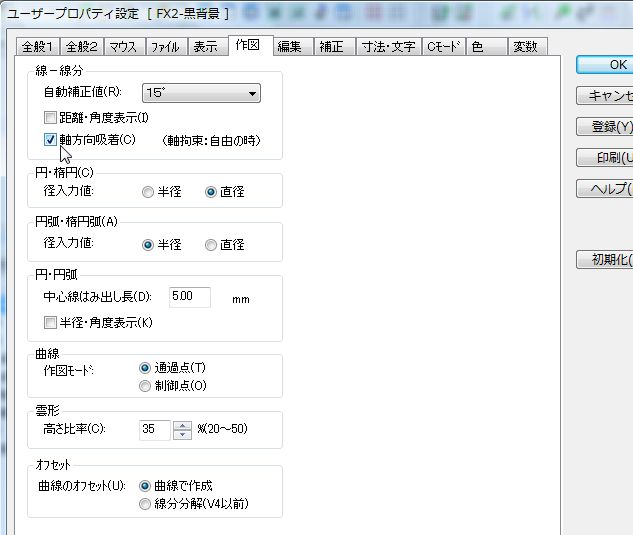 ユーザープロパティ設定 [ FX2-黒背景 ]
全般1 全般2 マウス ファイル 表示 作図 編集 補正 寸法・文字 Cモード 色 変数
線－線分
自動補正値(R): 15°
距離・角度表示(I)
軸方向吸着(C) (軸拘束:自由の時)
円・楕円(C)
径入力値: 半径 直径
円弧・楕円弧(A)
径入力値: 半径 直径
円・円弧
中心線はみ出し長(D): 5.00 mm
半径・角度表示(K)
曲線
作図モード: 通過点(T)
制御点(O)
雲形
高さ比率(C): 35 %(20～50)
オフセット
曲線のオフセット(U): 曲線で作成
線分分解(V4以前)
OK
キャンセ
登録(Y)
印刷(U
ヘルプ(
初期化(